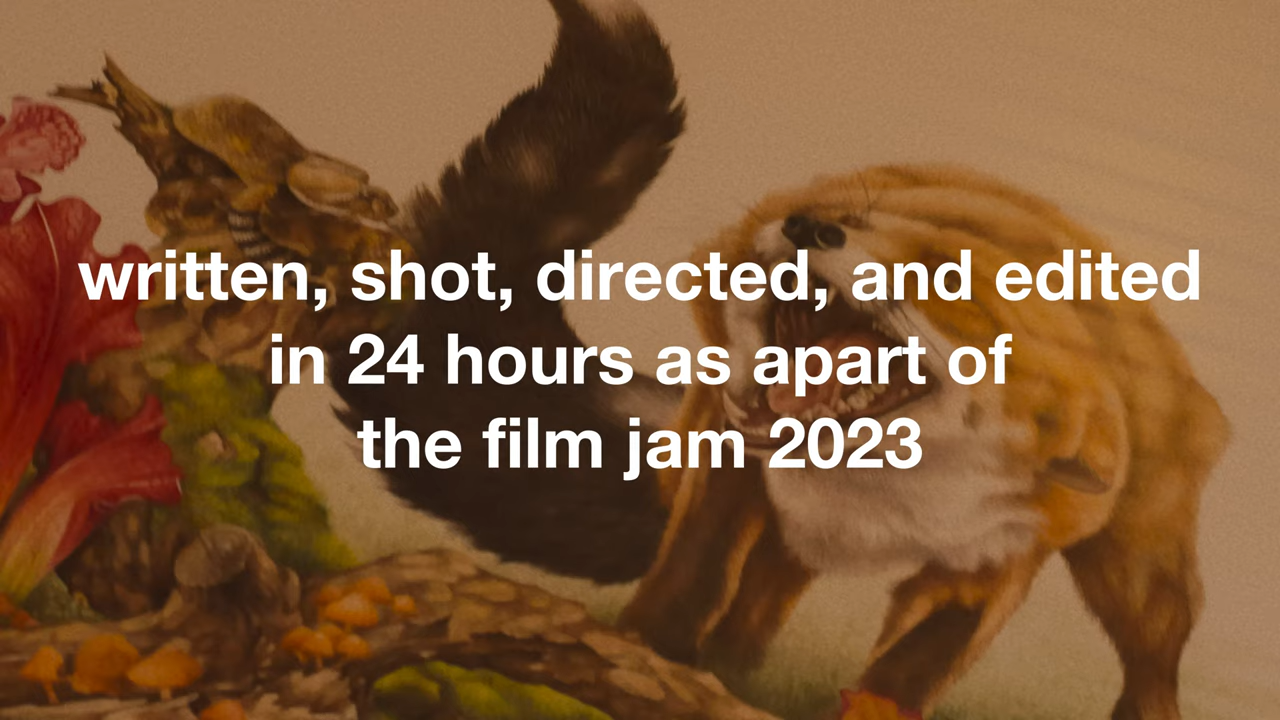 written, shot, directed, and edited
in 24 hours as apart of
the film jam 2023